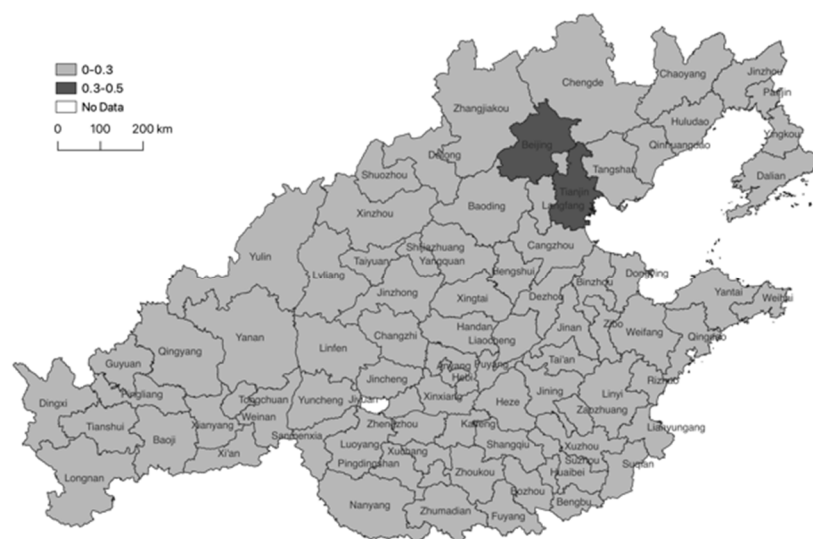 0-0.3
0.3-0.5
No Data
0 100 200 km
Chengde
Chaoyang
Jinzhou
Panjin
Zhangjiakou
Huludao
Yingkou
Beijing
Qinhuangdao
Datong
Tangshan
Dalian
Shuozhou
Tianjin
Langfang
Baoding
Xinzhou
Yulin
Shijiazhuang
Cangzhou
Lvliang
Taiyuan
Yangquan
Hengshui
Dongying
Binzhou
Jinzhong
Xingtai
Dezhou
Yantai
Weihai
Yanan
Linfen
Changzhi
Handan
Jinan
Zibo
Weifang
Qingdao
Liaocheng
Qingyang
Guyuan
Tai'an
Anyang
Puyang
Hebi
Jincheng
Rizhao
Pingliang
Tongchuan
Yuncheng
Jiyuan
Xinxiang
Heze
Jining
Linyi
Dingxi
Zaozhuang
Weinan
Tianshui
Baoji
Xianyang
Sanmenxia
Zhengzhou
Kaifeng
Lianyungang
Xi'an
Luoyang
Xuchang
Shangqiu
Xuzhou
Pingdingshan
Suzhou
Suqian
Longnan
Zhoukou
Huaibei
Bozhou
Nanyang
Zhumadian
Fuyang
Bengbu